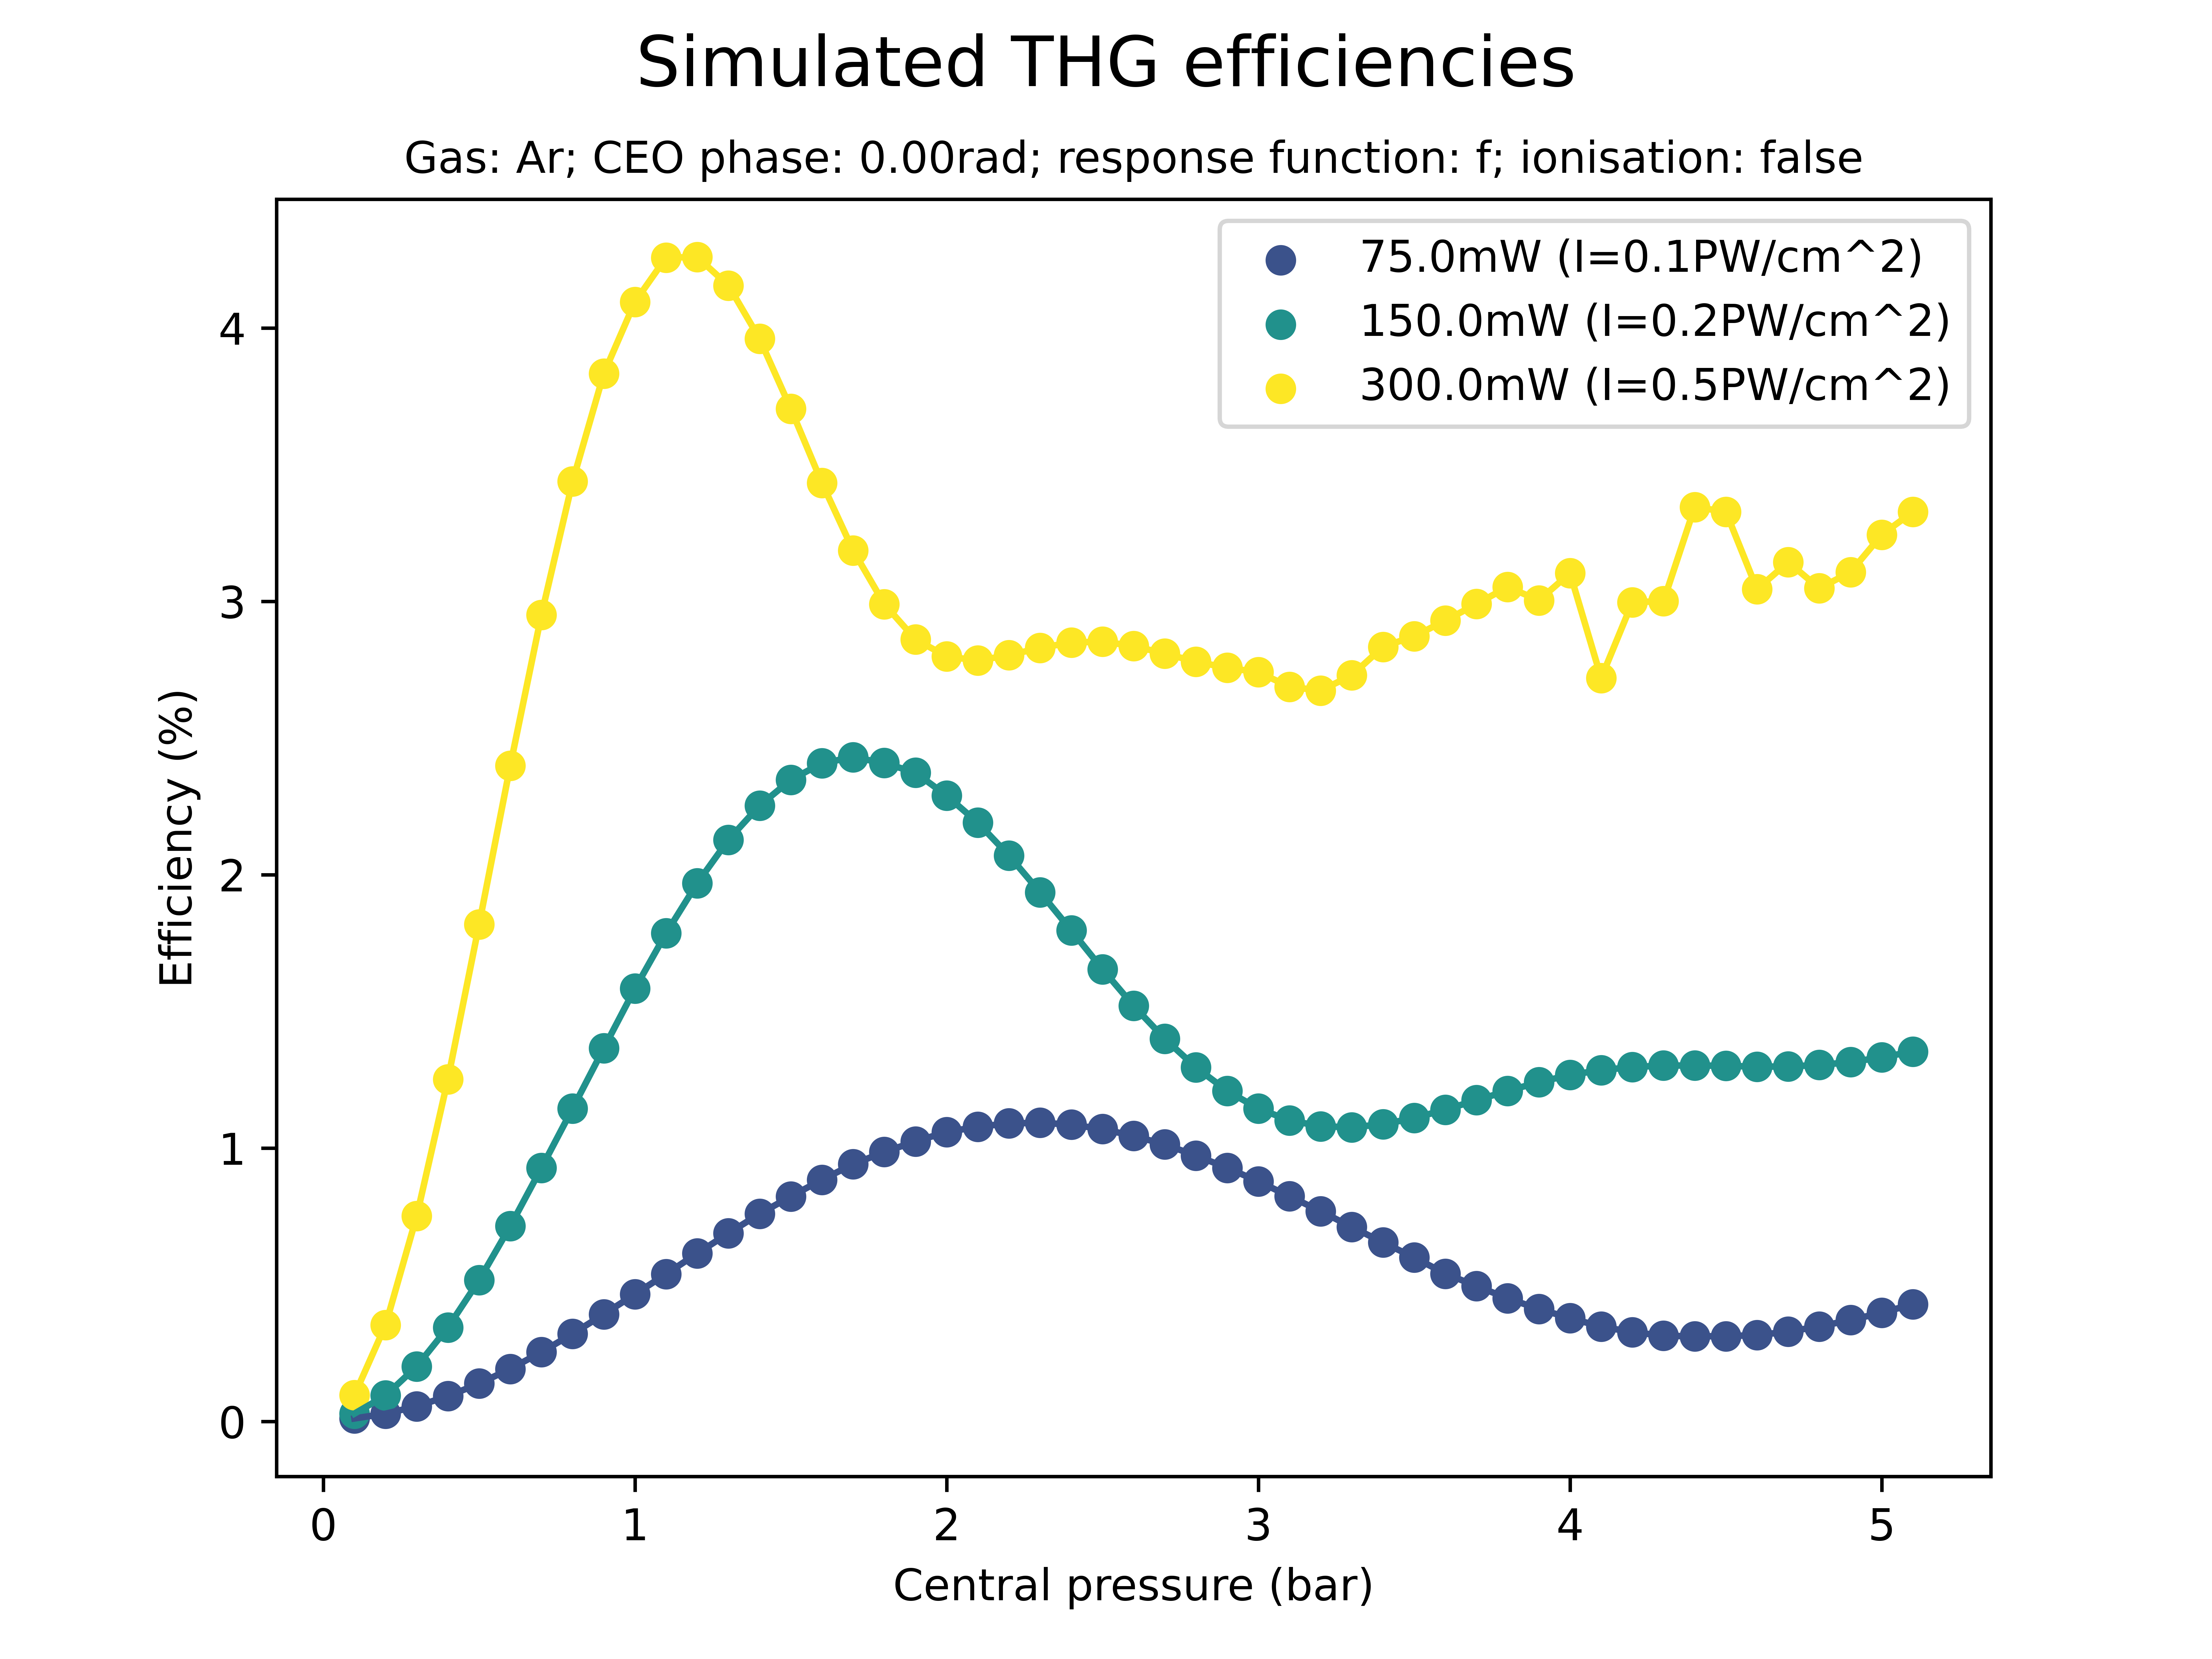 Simulated THG efficiencies
Gas: Ar; CEO phase: 0.00rad; response function: f; ionisation: false
75.0mW (I=0.1PW/cm^2)
150.0mW (I=0.2PW/cm^2)
300.0mW (I=0.5PW/cm^2)
Efficiency (%)
4
3
2
1
0
0 1 2 3 4 5
Central pressure (bar)